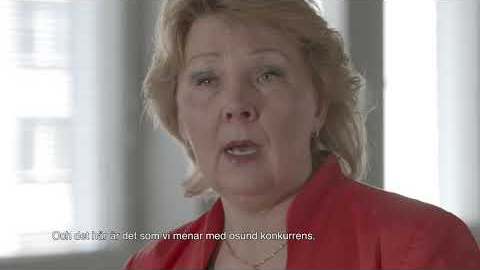 Och det här är det som vi menar med osund konkurrens.